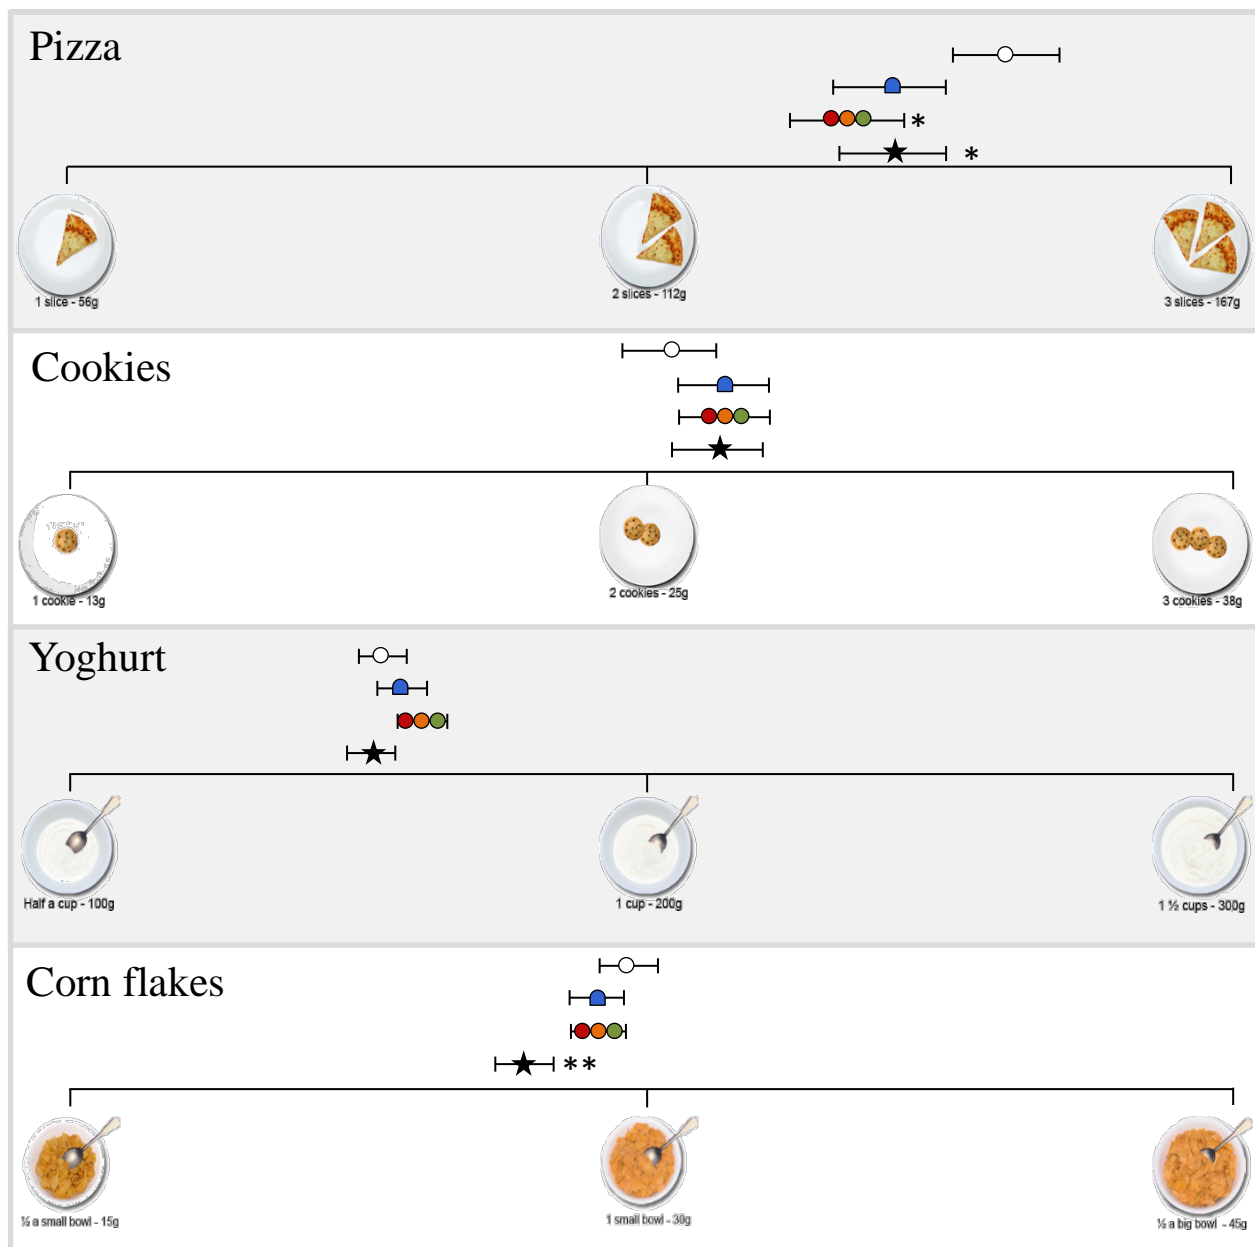 Pizza
*
*
1 slice - 56g
2 slices - 112g
3 slices - 167g
Cookies
1 cookie - 13g
2 cookies - 25g
3 cookies - 38g
Yoghurt
Half a cup - 100g
1 cup - 200g
1 ½ cups - 300g
Corn flakes
**
½ a small bowl - 15g
1 small bowl - 30g
½ a big bowl - 45g